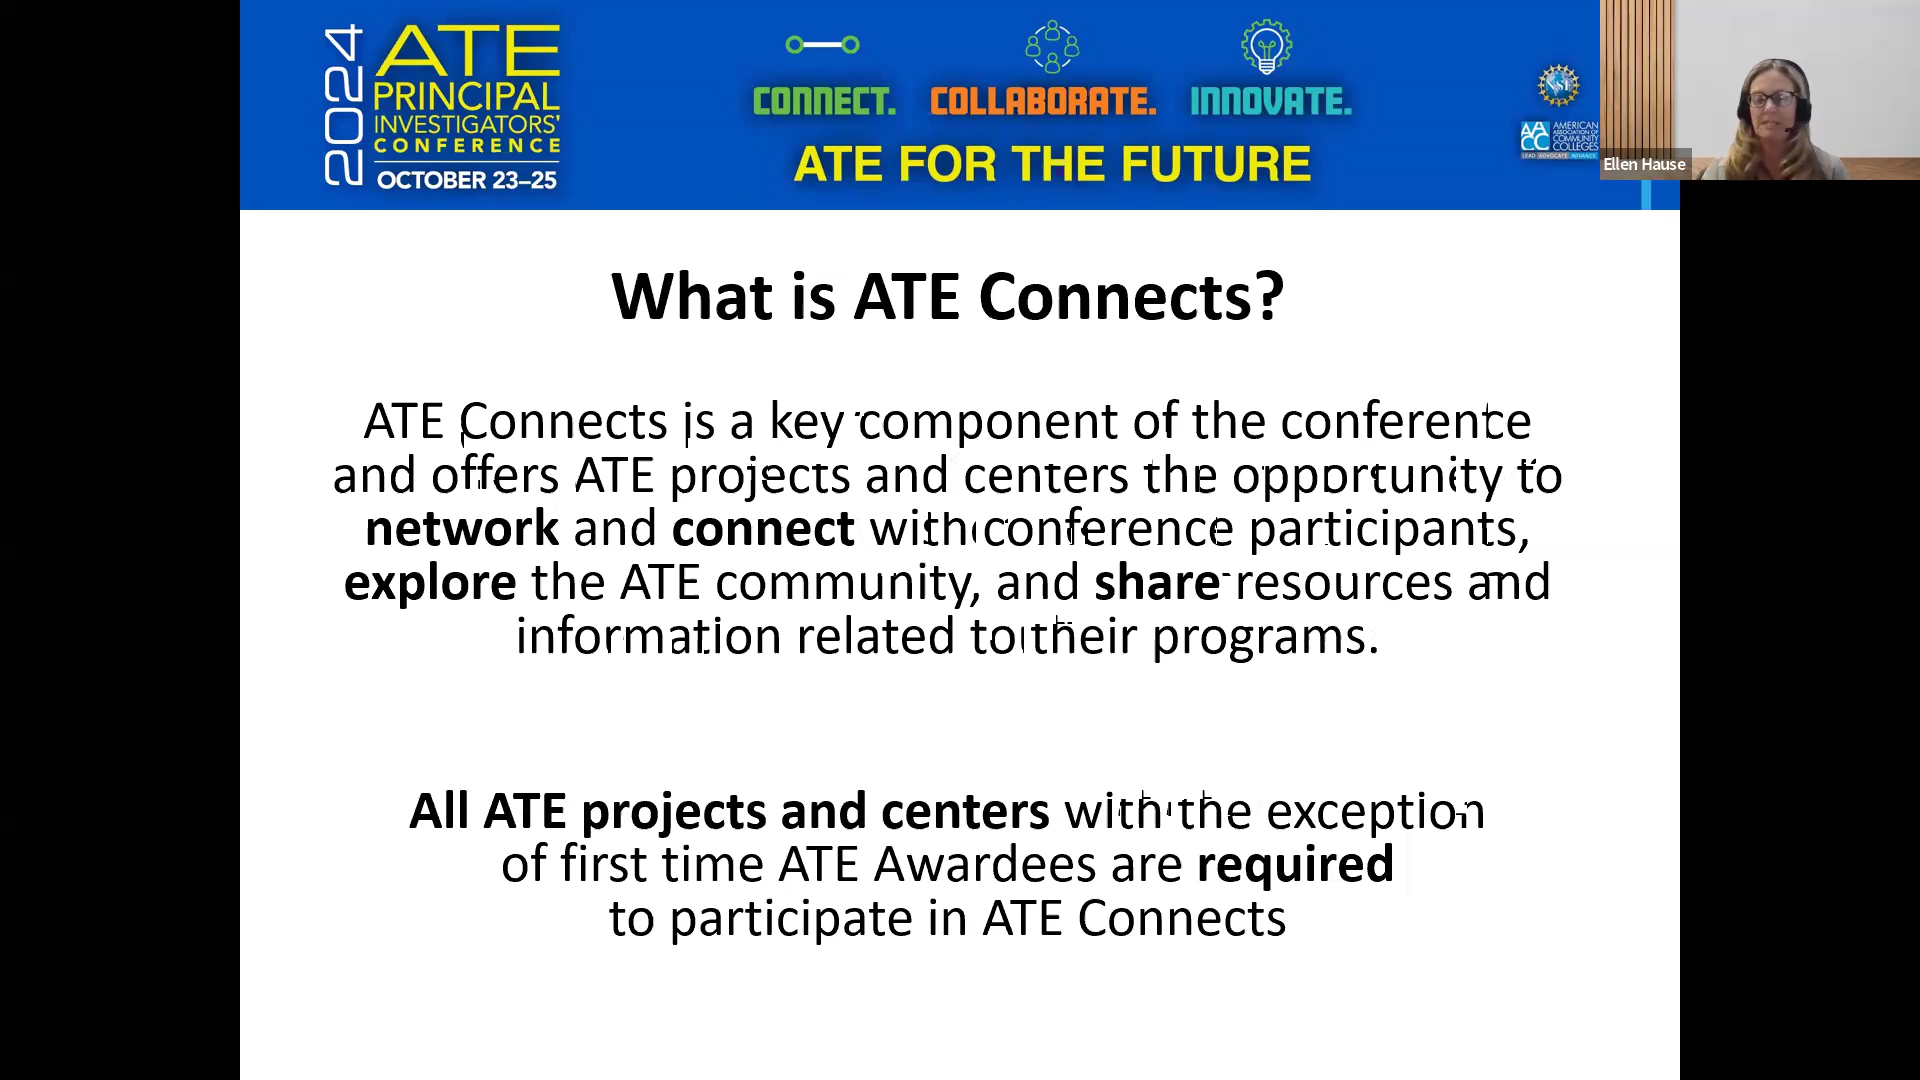 2024
ATE
PRINCIPAL
INVESTIGATORS'
CONFERENCE
OCTOBER 23–25
CONNECT. COLLABORATE. INNOVATE.
ATE FOR THE FUTURE
NSF
AACC
AMERICAN
ASSOCIATION OF
COMMUNITY
COLLEGES
LEAD ADVOCATE ADVANCE
Ellen Hause
What is ATE Connects?
ATE Connects is a key component of the conference
and offers ATE projects and centers the opportunity to
network and connect with conference participants,
explore the ATE community, and share resources and
information related to their programs.
All ATE projects and centers with the exception
of first time ATE Awardees are required
to participate in ATE Connects